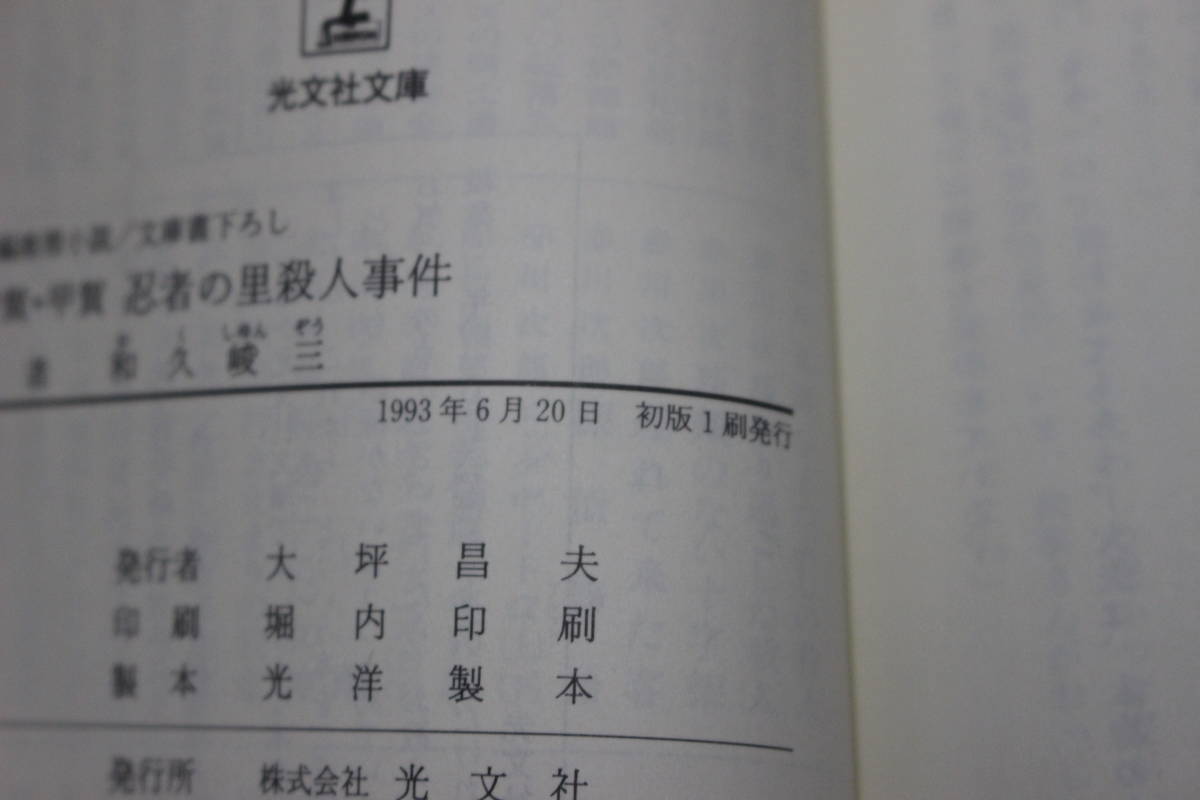 光文社文庫
小説/文庫書下ろし
賀・甲賀 忍者の里殺人事件
わ く しゅん ぞう
著 和 久 峻 三
1993年6月20日 初版1刷発行
発行者 大坪昌夫
印刷 堀内印刷
製本 光洋製本
発行所 株式会社 光文社